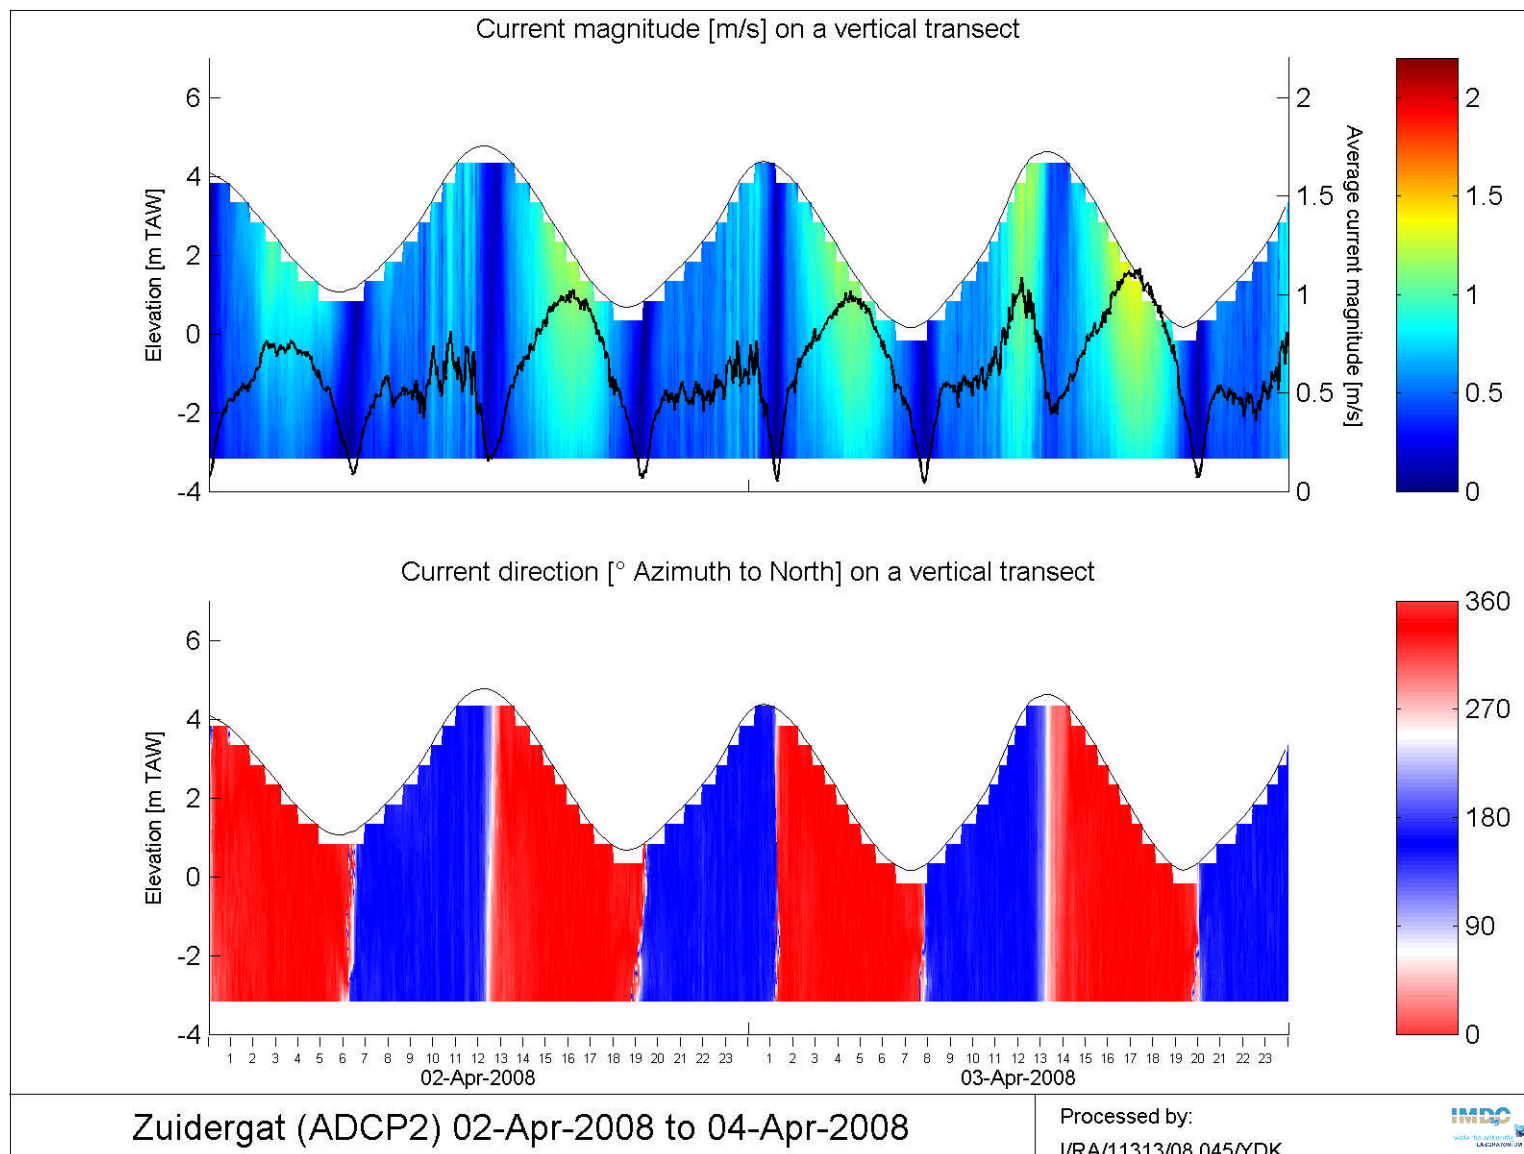 Current magnitude [m/s] on a vertical transect
6
4
2
0
-2
-4
Elevation [m TAW]
2
1.5
1
0.5
0
Average current magnitude [m/s]
2
1.5
1
0.5
0
Current direction [° Azimuth to North] on a vertical transect
6
4
2
0
-2
-4
Elevation [m TAW]
360
270
180
90
0
1 2 3 4 5 6 7 8 9 10 11 12 13 14 15 16 17 18 19 20 21 22 23 1 2 3 4 5 6 7 8 9 10 11 12 13 14 15 16 17 18 19 20 21 22 23
02-Apr-2008 03-Apr-2008
Zuidergat (ADCP2) 02-Apr-2008 to 04-Apr-2008
Processed by:
I/RA/11313/08.045/YDK
IMDC